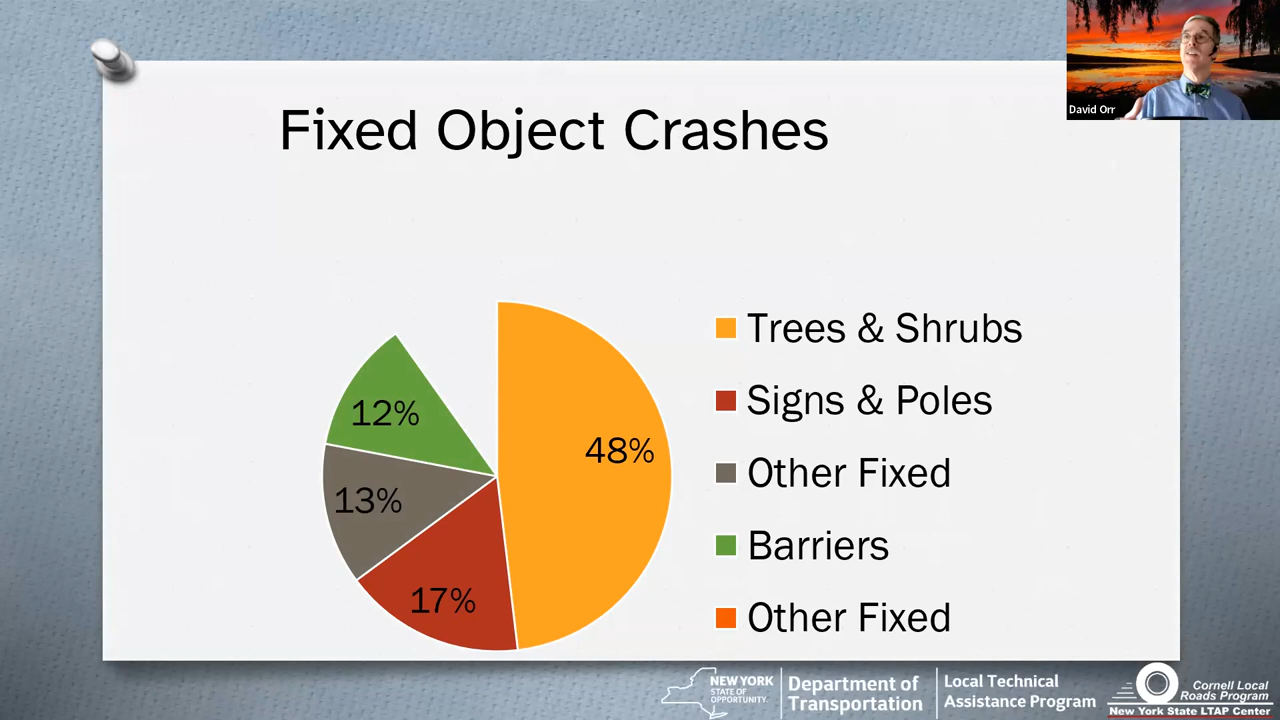 David Orr
Fixed Object Crashes
12%
48%
13%
17%
Trees & Shrubs
Signs & Poles
Other Fixed
Barriers
Other Fixed
NEW YORK
STATE OF
OPPORTUNITY.
Department of
Transportation
Local Technical
Assistance Program
Cornell Local
Roads Program
New York State LTAP Center